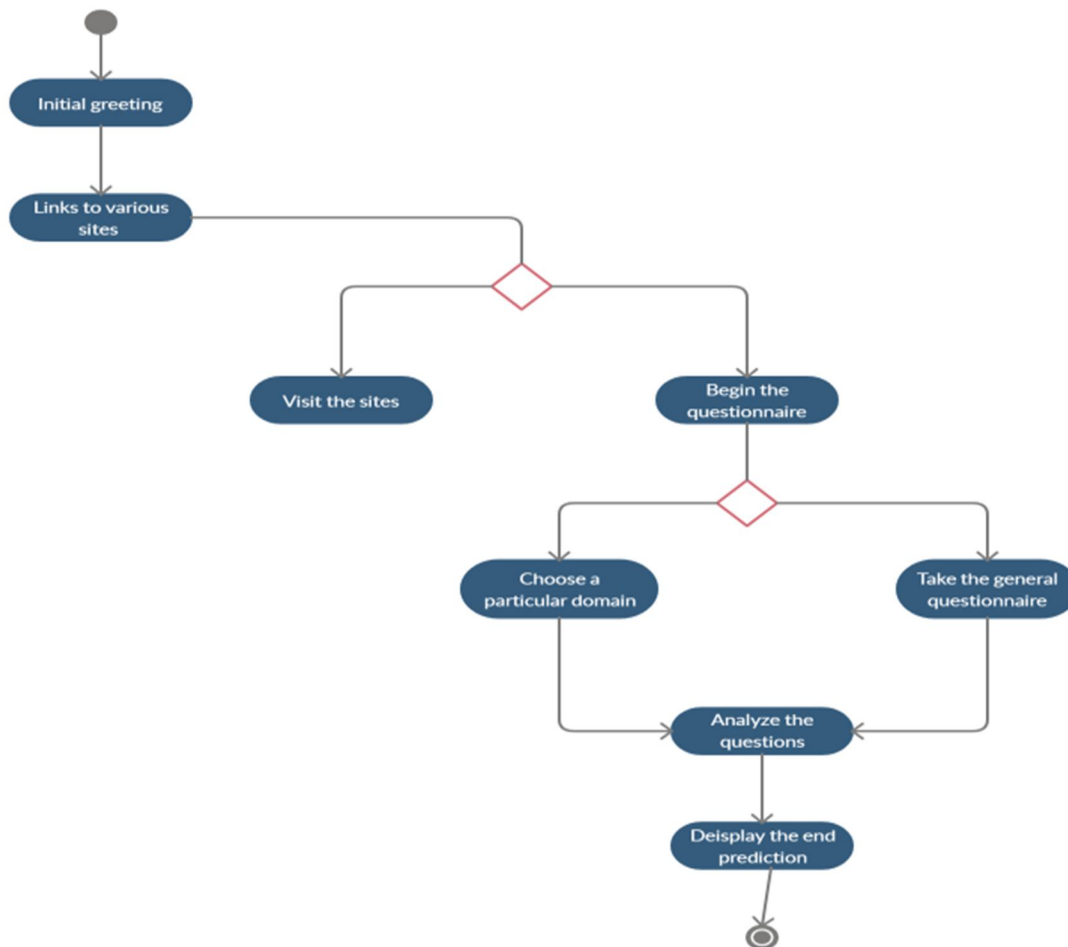 Initial greeting
Links to various
sites
Visit the sites
Begin the
questionnaire
Choose a
particular domain
Take the general
questionnaire
Analyze the
questions
Deisplay the end
prediction